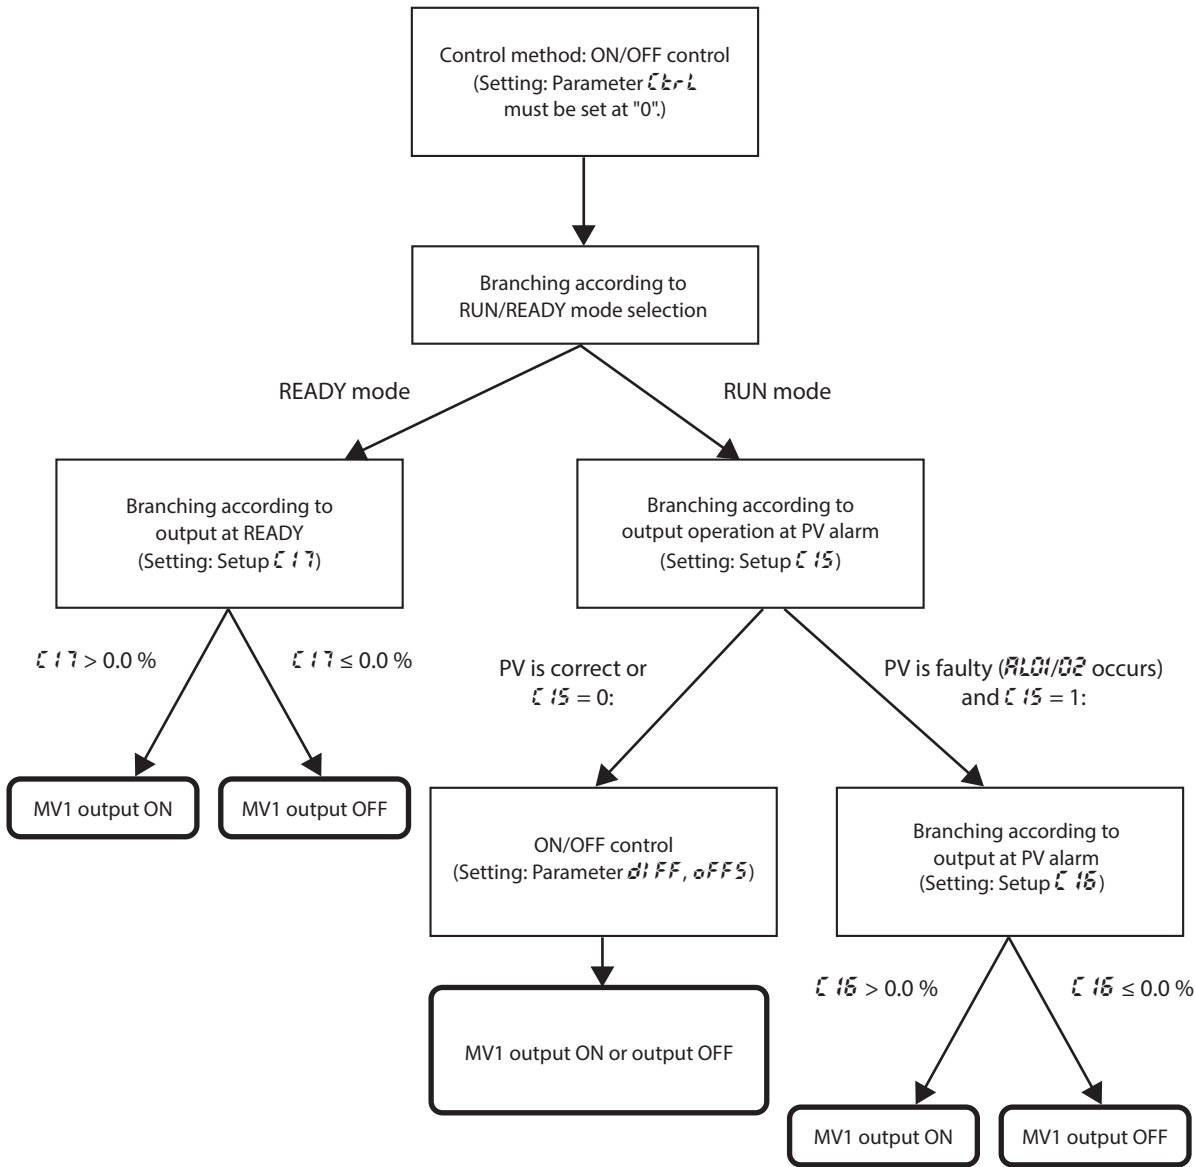 Control method: ON/OFF control
(Setting: Parameter CtrL
must be set at "0".)
Branching according to
RUN/READY mode selection
READY mode
RUN mode
Branching according to
output at READY
(Setting: Setup C17)
Branching according to
output operation at PV alarm
(Setting: Setup C15)
C17 > 0.0 %
C17 ≤ 0.0 %
PV is correct or
C15 = 0:
PV is faulty (AL01/02 occurs)
and C15 = 1:
MV1 output ON
MV1 output OFF
ON/OFF control
(Setting: Parameter dIFF, oFFS)
Branching according to
output at PV alarm
(Setting: Setup C16)
MV1 output ON or output OFF
C16 > 0.0 %
C16 ≤ 0.0 %
MV1 output ON
MV1 output OFF